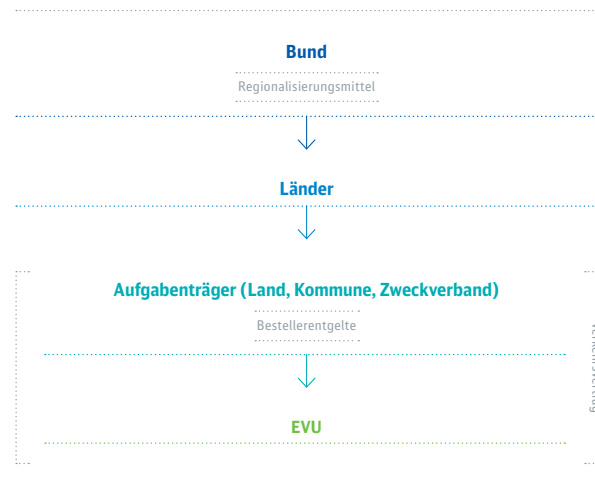 Bund
Regionalisierungsmittel
Länder
Aufgabenträger (Land, Kommune, Zweckverband)
Bestellerentgelte
EVU